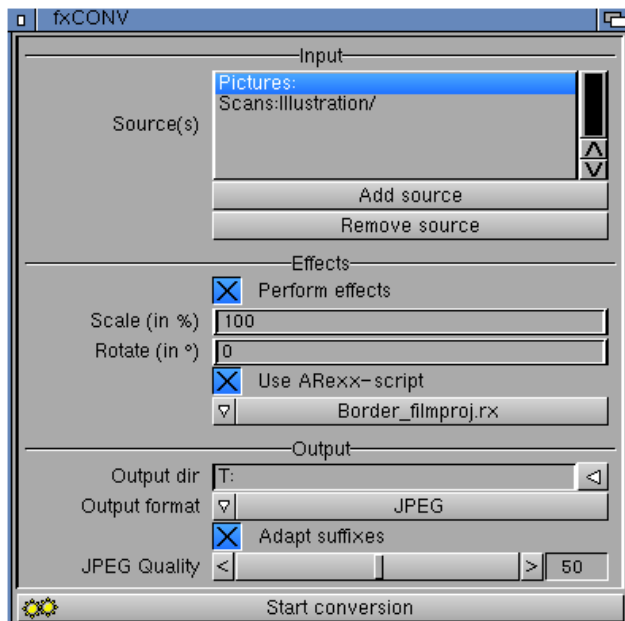 fxCONV
Input
Source(s)
Pictures:
Scans:Illustration/
Add source
Remove source
Effects
Perform effects
Scale (in %) 100
Rotate (in °) 0
Use ARexx-script
Border_filmproj.rx
Output
Output dir T:
Output format JPEG
Adapt suffixes
JPEG Quality < > 50
Start conversion